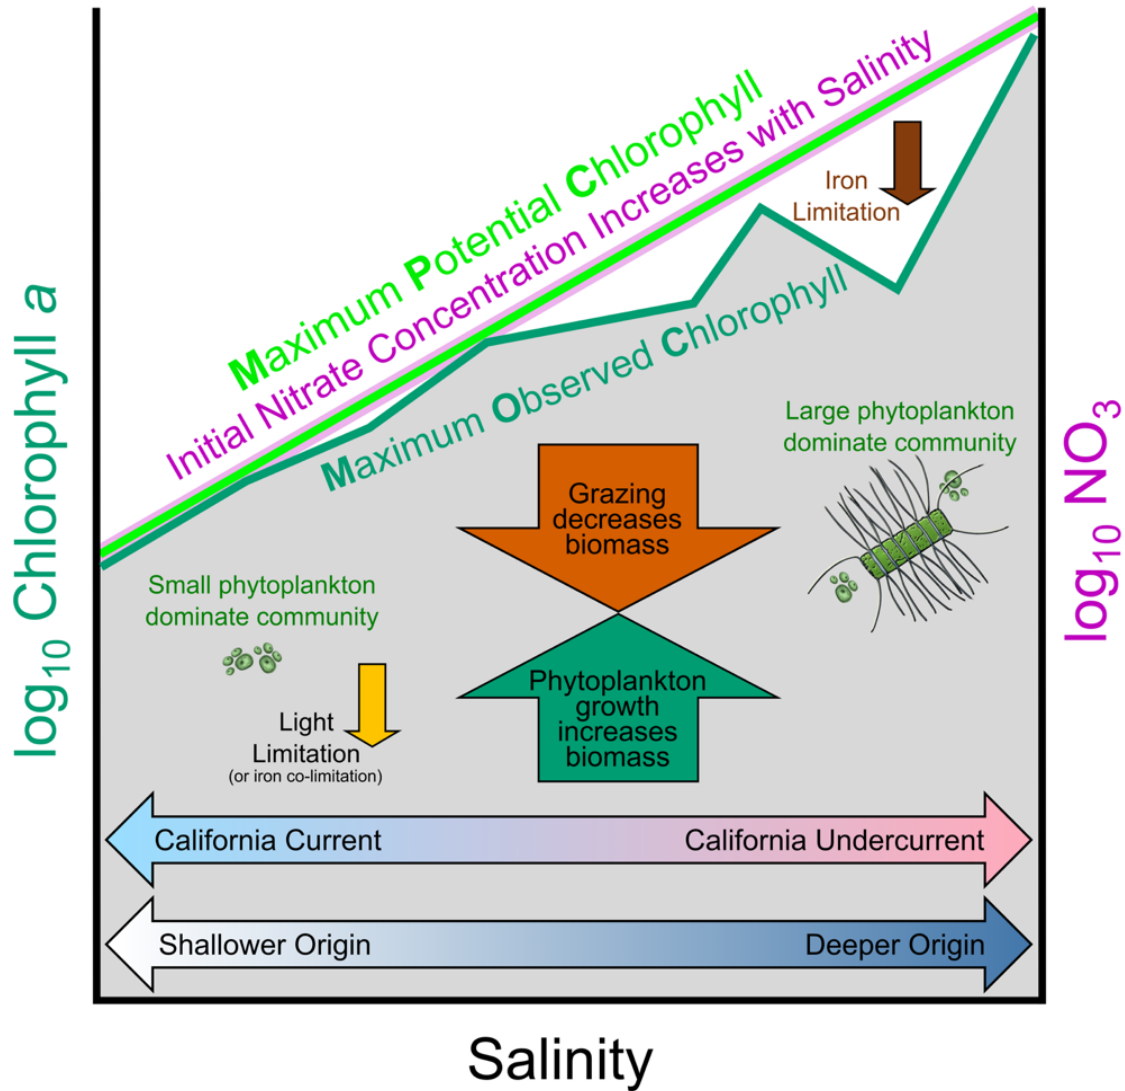 Maximum Potential Chlorophyll
Initial Nitrate Concentration Increases with Salinity
Maximum Observed Chlorophyll
Iron
Limitation
log10 Chlorophyll a
log10 NO3
Large phytoplankton
dominate community
Grazing
decreases
biomass
Small phytoplankton
dominate community
Phytoplankton
growth
increases
biomass
Light
Limitation
(or iron co-limitation)
California Current
California Undercurrent
Shallower Origin
Deeper Origin
Salinity